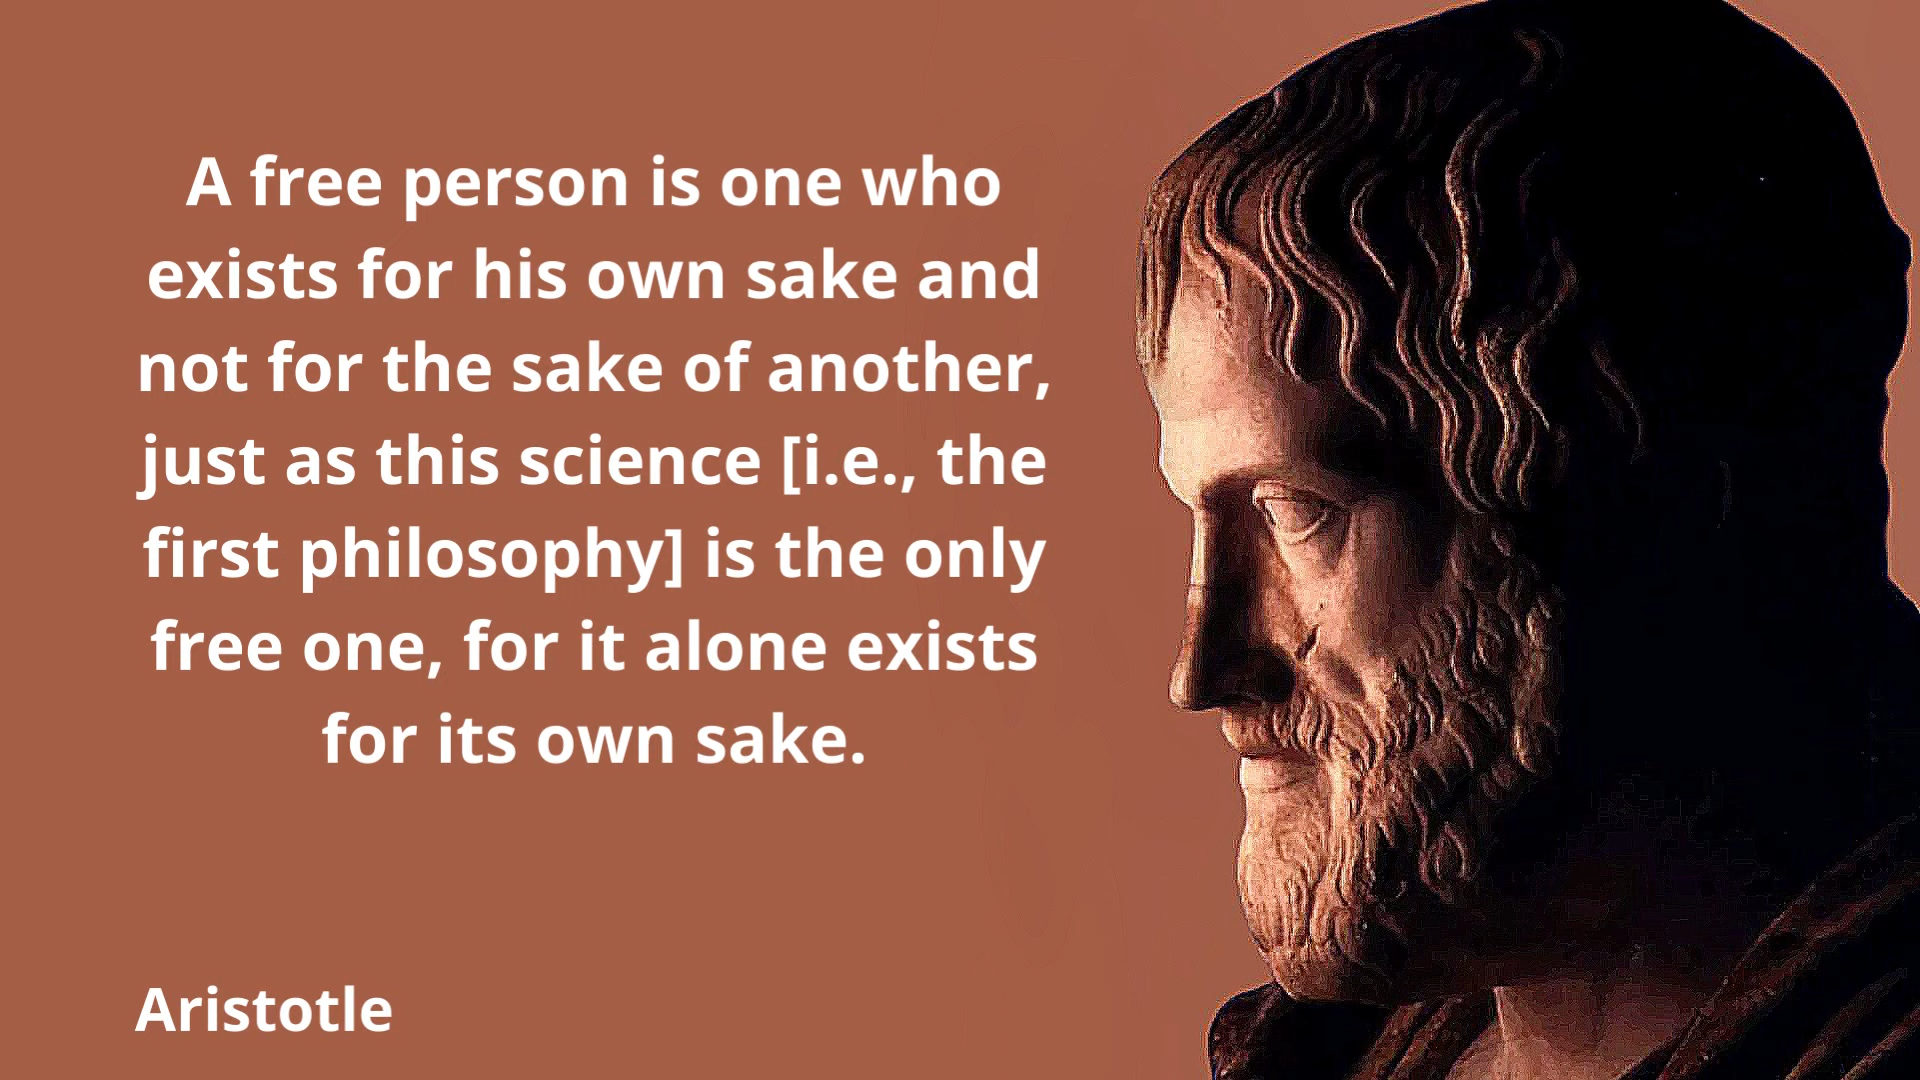 A free person is one who
exists for his own sake and
not for the sake of another,
just as this science [i.e., the
first philosophy] is the only
free one, for it alone exists
for its own sake.
Aristotle